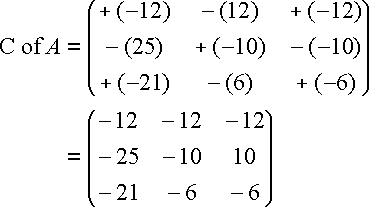 C of A = ( +(−12) −(12) +(−12)
−(25) +(−10) −(−10)
+(−21) −(6) +(−6) )
= ( −12 −12 −12
−25 −10 10
−21 −6 −6 )